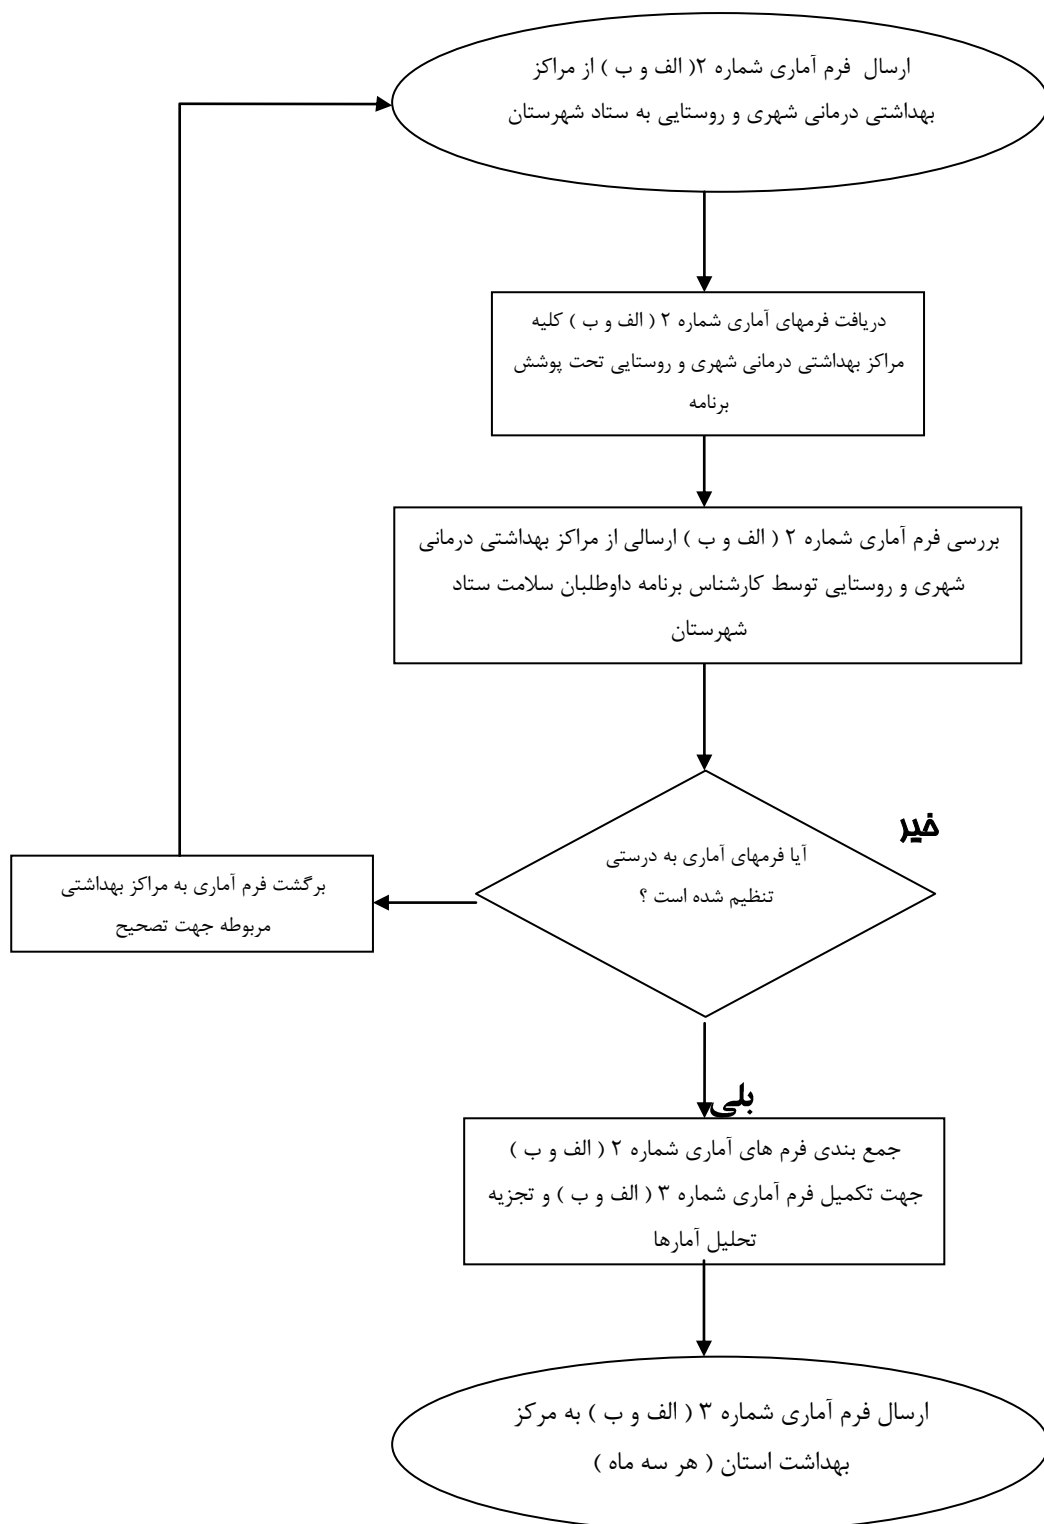 ارسال فرم آماری شماره ۲( الف و ب ) از مراکز
بهداشتی درمانی شهری و روستایی به ستاد شهرستان
دریافت فرمهای آماری شماره ۲ ( الف و ب ) کلیه
مراکز بهداشتی درمانی شهری و روستایی تحت پوشش
برنامه
بررسی فرم آماری شماره ۲ ( الف و ب ) ارسالی از مراکز بهداشتی درمانی
شهری و روستایی توسط کارشناس برنامه داوطلبان سلامت ستاد
شهرستان
خیر
آیا فرمهای آماری به درستی
تنظیم شده است ؟
برگشت فرم آماری به مراکز بهداشتی
مربوطه جهت تصحیح
بلی
جمع بندی فرم های آماری شماره ۲ ( الف و ب )
جهت تکمیل فرم آماری شماره ۳ ( الف و ب ) و تجزیه
تحلیل آمارها
ارسال فرم آماری شماره ۳ ( الف و ب ) به مرکز
بهداشت استان ( هر سه ماه )